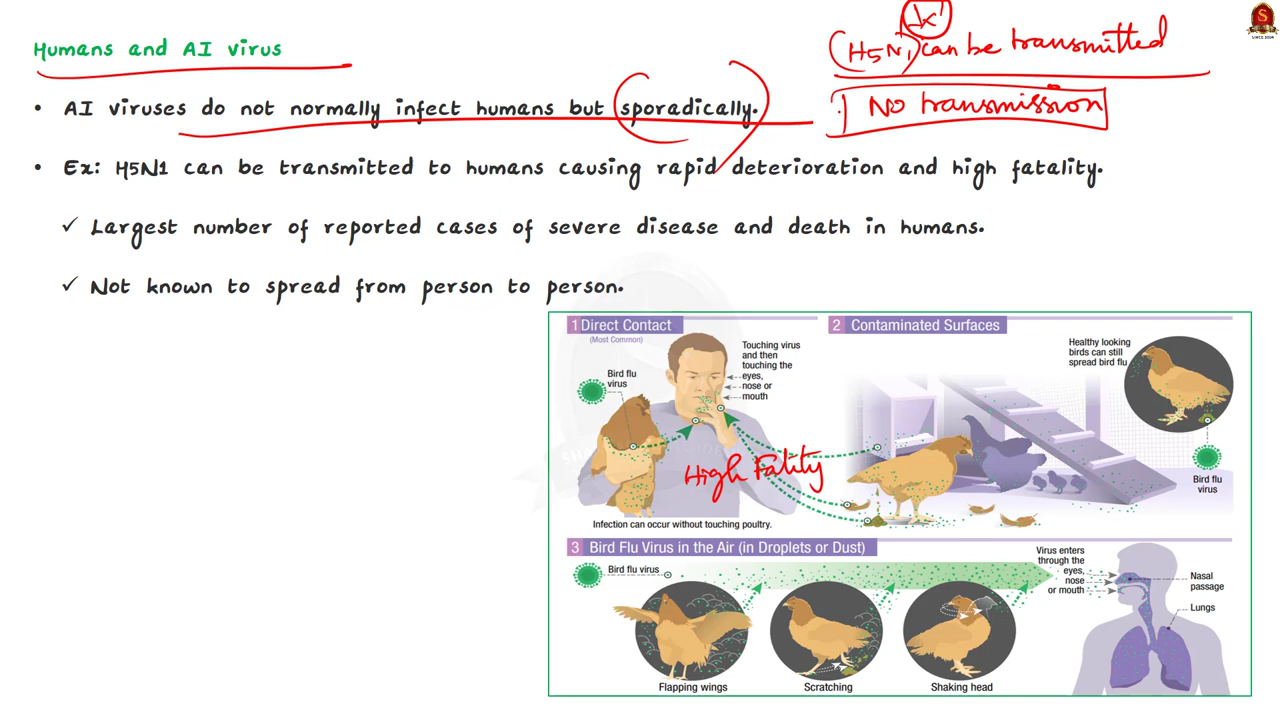 Humans and AI virus
(H5N1) can be transmitted
• AI viruses do not normally infect humans but sporadically.
No transmission
• Ex: H5N1 can be transmitted to humans causing rapid deterioration and high fatality.
✓ Largest number of reported cases of severe disease and death in humans.
✓ Not known to spread from person to person.
1 Direct Contact
(Most Common)
Bird flu
virus
Touching virus
and then
touching the
eyes,
nose or
mouth
High Fatlity
Infection can occur without touching poultry.
2 Contaminated Surfaces
Healthy looking
birds can still
spread bird flu
Bird flu
virus
3 Bird Flu Virus in the Air (in Droplets or Dust)
Bird flu virus
Flapping wings
Scratching
Shaking head
Virus enters
through the
eyes,
nose
or mouth
Nasal
passage
Lungs